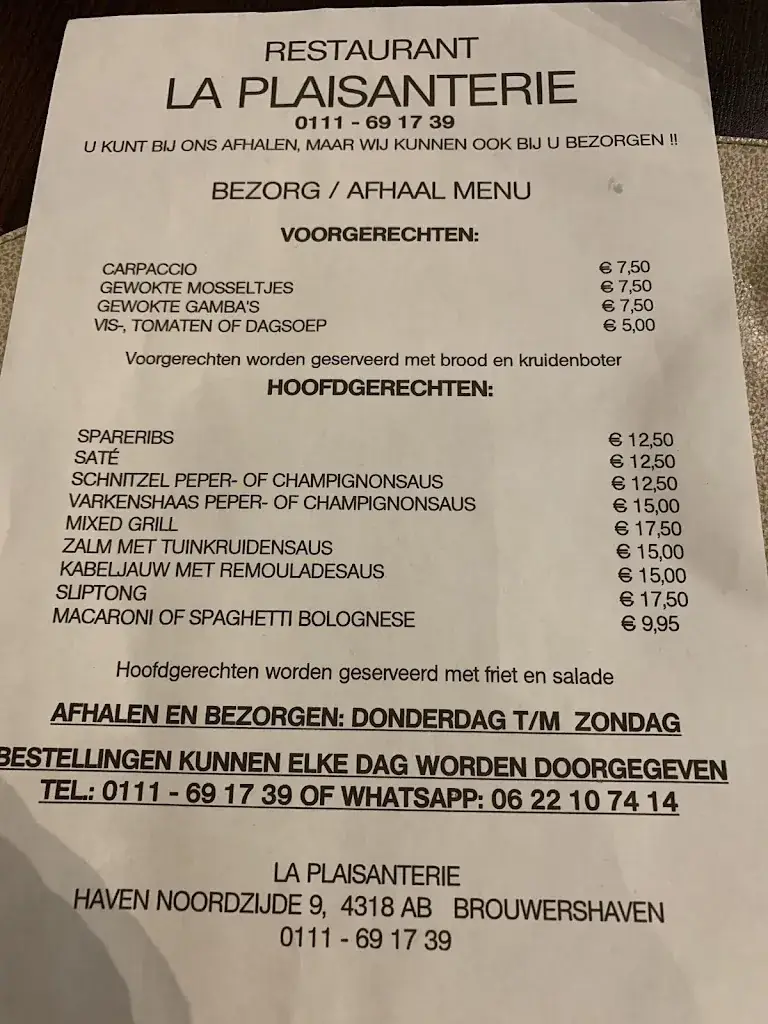 RESTAURANT
LA PLAISANTERIE
0111 - 69 17 39
U KUNT BIJ ONS AFHALEN, MAAR WIJ KUNNEN OOK BIJ U BEZORGEN !!
BEZORG / AFHAAL MENU
VOORGERECHTEN:
CARPACCIO € 7,50
GEWOKTE MOSSELTJES € 7,50
GEWOKTE GAMBA'S € 7,50
VIS-, TOMATEN OF DAGSOEP € 5,00
Voorgerechten worden geserveerd met brood en kruidenboter
HOOFDGERECHTEN:
SPARERIBS € 12,50
SATÉ € 12,50
SCHNITZEL PEPER- OF CHAMPIGNONSAUS € 12,50
VARKENSHAAS PEPER- OF CHAMPIGNONSAUS € 15,00
MIXED GRILL € 17,50
ZALM MET TUINKRUIDENSAUS € 15,00
KABELJAUW MET REMOULADESAUS € 15,00
SLIPTONG € 17,50
MACARONI OF SPAGHETTI BOLOGNESE € 9,95
Hoofdgerechten worden geserveerd met friet en salade
AFHALEN EN BEZORGEN: DONDERDAG T/M ZONDAG
BESTELLINGEN KUNNEN ELKE DAG WORDEN DOORGEGEVEN
TEL.: 0111 - 69 17 39 OF WHATSAPP: 06 22 10 74 14
LA PLAISANTERIE
HAVEN NOORDZIJDE 9, 4318 AB BROUWERSHAVEN
0111 - 69 17 39